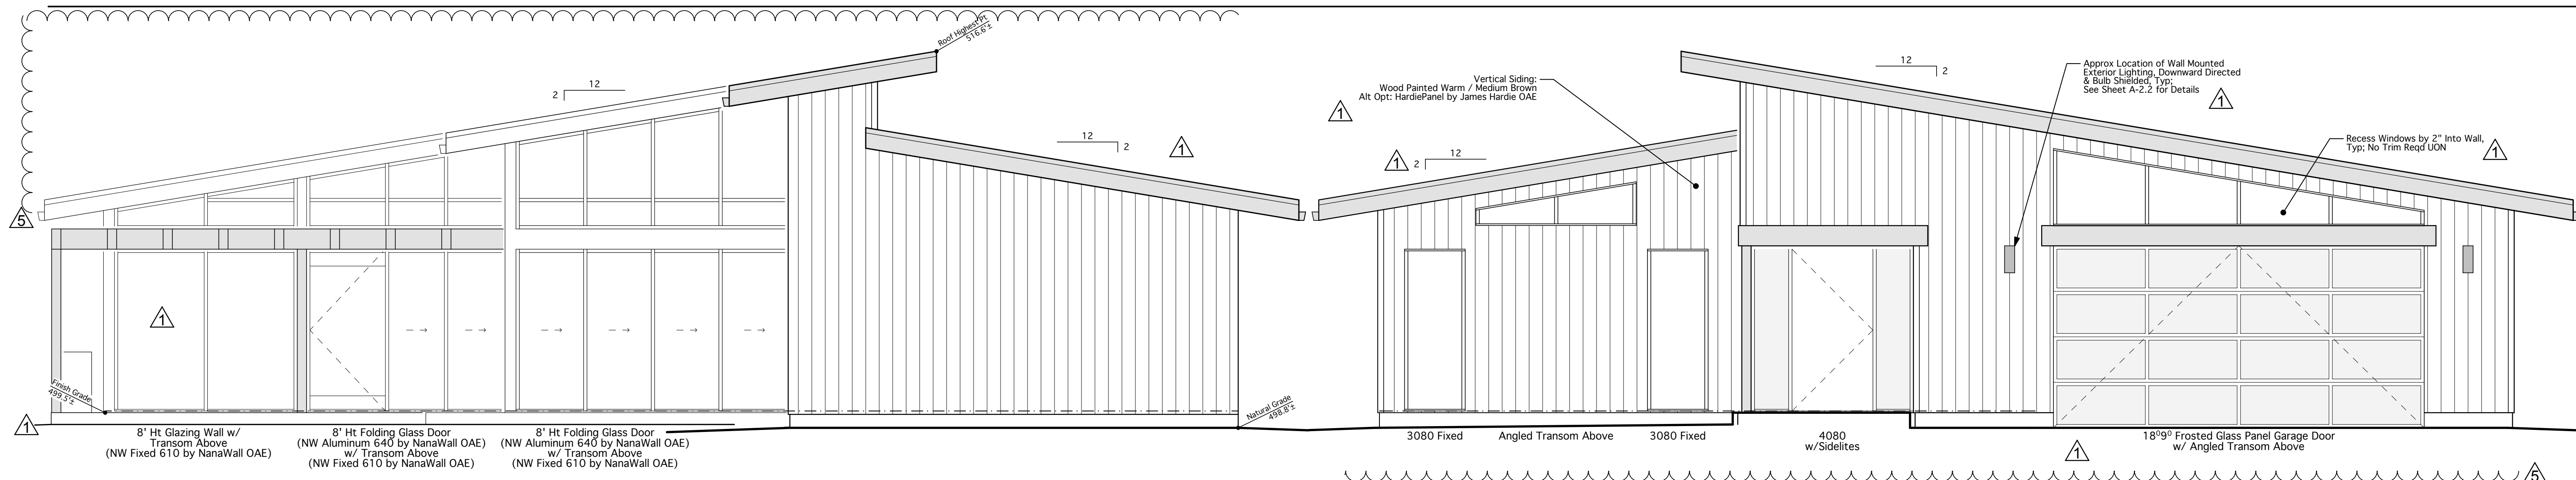 Roof Highest Pt
516.6'±
12
2
12
2
1
5
1
Finish Grade
499.5'±
1
Natural Grade
498.8'±
8' Ht Glazing Wall w/
Transom Above
(NW Fixed 610 by NanaWall OAE)
8' Ht Folding Glass Door
(NW Aluminum 640 by NanaWall OAE)
w/ Transom Above
(NW Fixed 610 by NanaWall OAE)
8' Ht Folding Glass Door
(NW Aluminum 640 by NanaWall OAE)
w/ Transom Above
(NW Fixed 610 by NanaWall OAE)
Vertical Siding:
Wood Painted Warm / Medium Brown
Alt Opt: HardiePanel by James Hardie OAE
1
1
12
2
12
2
Approx Location of Wall Mounted
Exterior Lighting, Downward Directed
& Bulb Shielded, Typ;
See Sheet A-2.2 for Details
1
Recess Windows by 2" Into Wall,
Typ; No Trim Reqd UON
1
3080 Fixed
Angled Transom Above
3080 Fixed
4080
w/Sidelites
18⁰9⁰ Frosted Glass Panel Garage Door
w/ Angled Transom Above
1
5